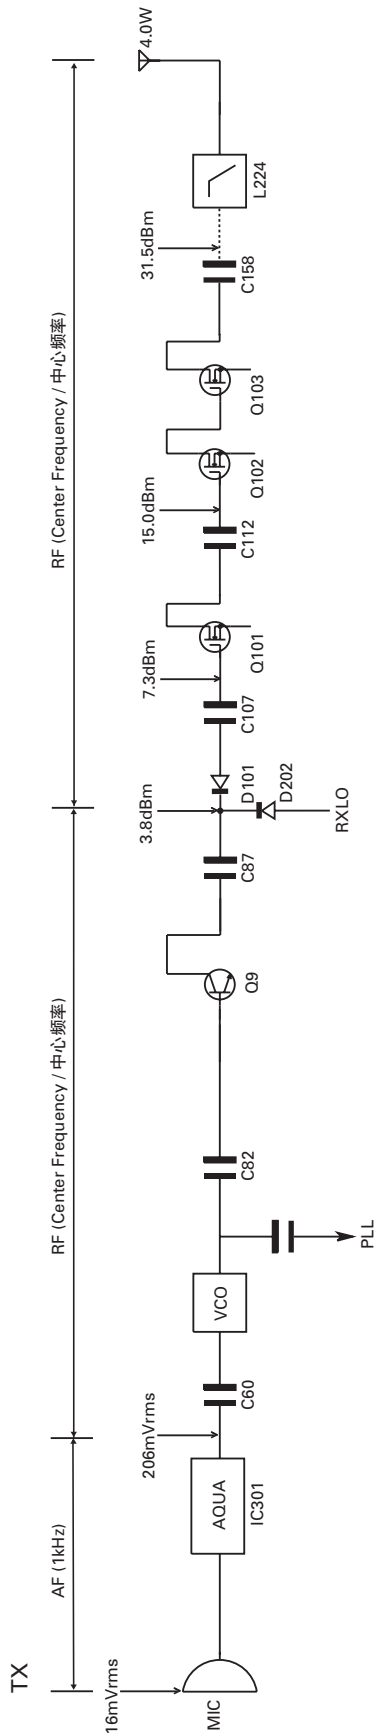 TX
AF (1kHz)
RF (Center Frequency / 中心频率)
RF (Center Frequency / 中心频率)
16mVrms
206mVrms
3.8dBm
7.3dBm
15.0dBm
31.5dBm
4.0W
MIC
AQUA
IC301
C60
VCO
PLL
C82
Q9
C87
D101
D202
RXLO
C107
Q101
C112
Q102
Q103
C158
L224